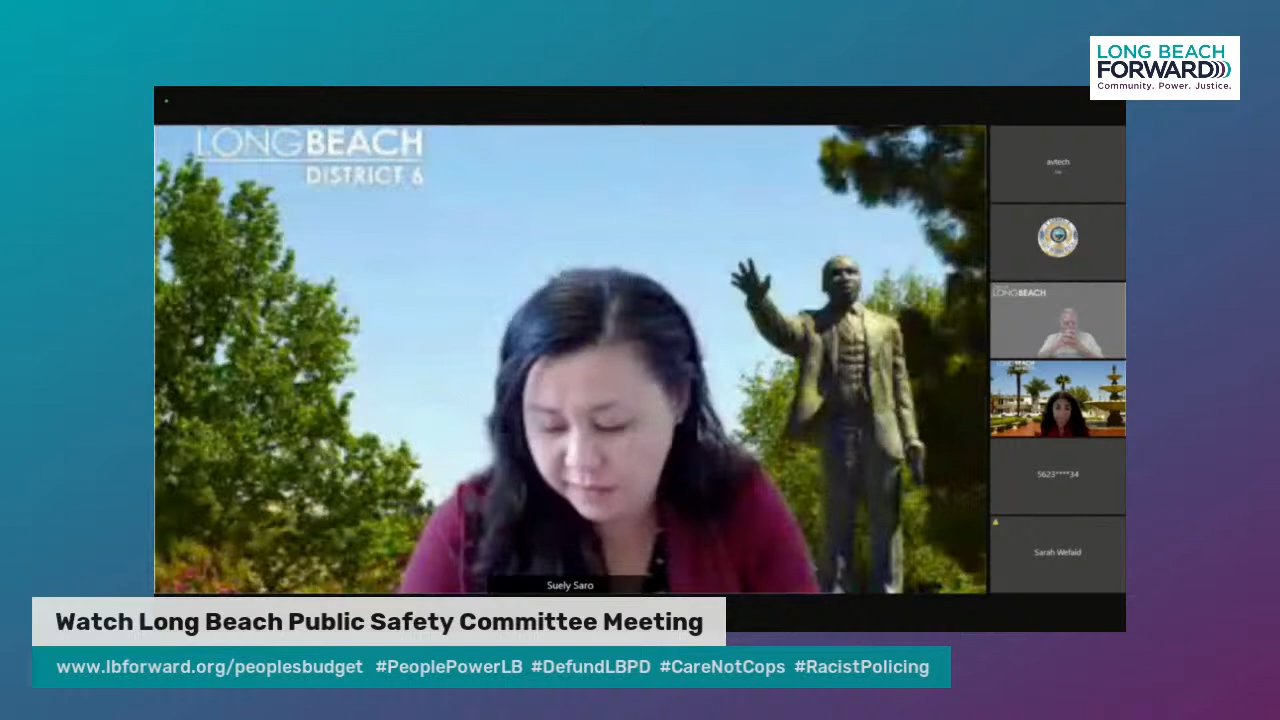 LONG BEACH
FORWARD
Community. Power. Justice.
LONGBEACH
DISTRICT 6
avtech
LONGBEACH
5623****34
Sarah Wefald
Suely Saro
Watch Long Beach Public Safety Committee Meeting
www.lbforward.org/peoplesbudget #PeoplePowerLB #DefundLBPD #CareNotCops #RacistPolicing